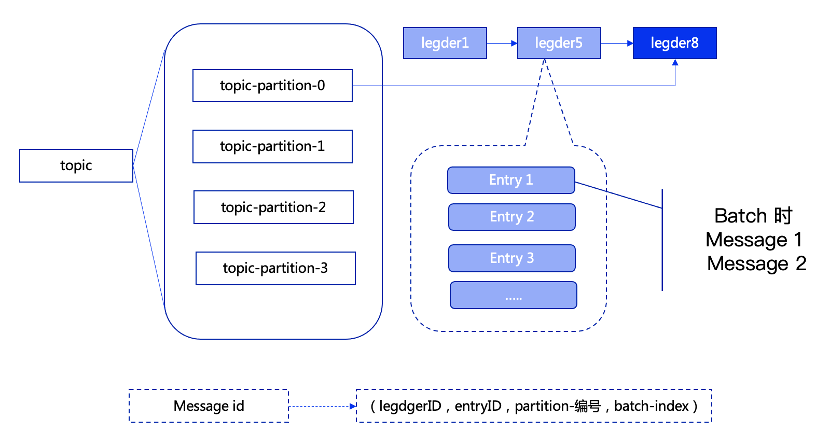 legder1
legder5
legder8
topic
topic-partition-0
topic-partition-1
topic-partition-2
topic-partition-3
Entry 1
Entry 2
Entry 3
.....
Batch 时
Message 1
Message 2
Message id
（legdgerID，entryID，partition-编号，batch-index）